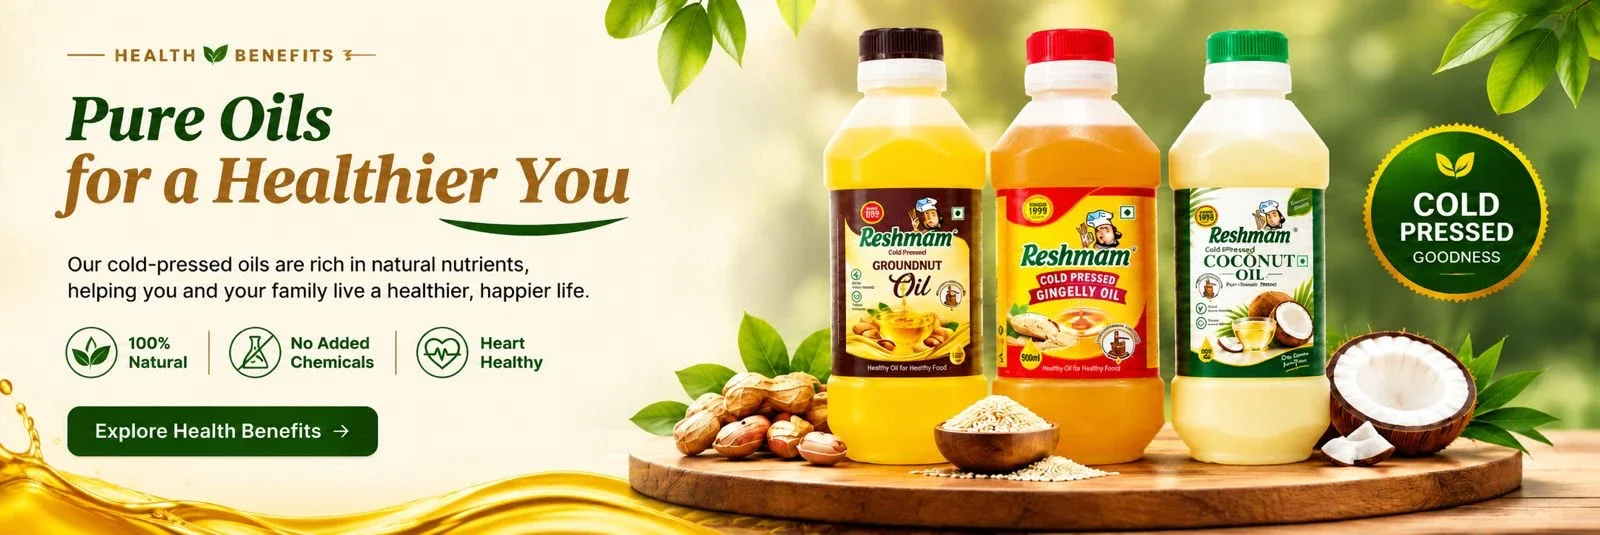 HEALTH BENEFITS
Pure Oils
for a Healthier You
Our cold-pressed oils are rich in natural nutrients,
helping you and your family live a healthier, happier life.
100%
Natural
No Added
Chemicals
Heart
Healthy
Explore Health Benefits →
Reshmam
Cold Pressed
GROUNDNUT
Oil
Healthy Oil for Healthy Food
1999
Reshmam
COLD PRESSED
GINGELLY OIL
500ml
Healthy Oil for Healthy Food
Reshmam
COCONUT
OIL
COLD
PRESSED
GOODNESS